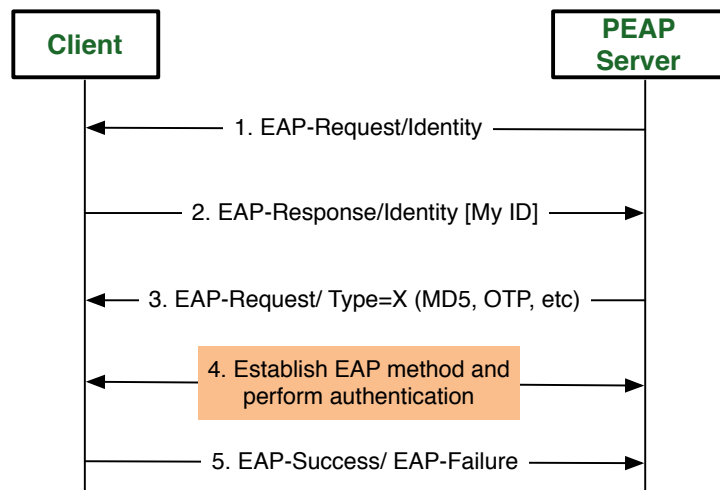 Client
PEAP
Server
1. EAP-Request/Identity
2. EAP-Response/Identity [My ID]
3. EAP-Request/ Type=X (MD5, OTP, etc)
4. Establish EAP method and
perform authentication
5. EAP-Success/ EAP-Failure